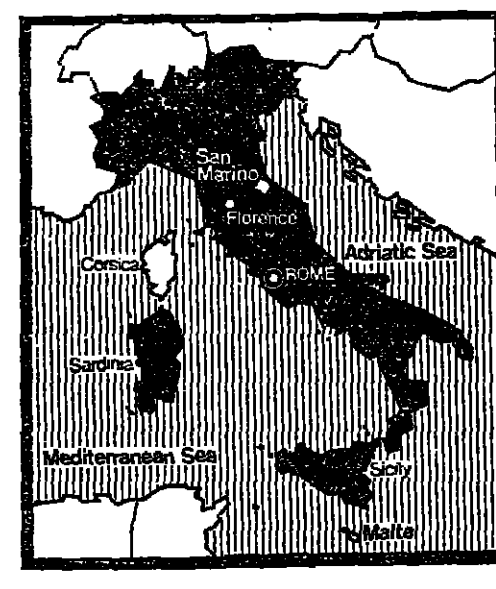 San
Marino
Florence
Adriatic Sea
Corsica
ROME
Sardinia
Mediterranean Sea
Sicily
Malta